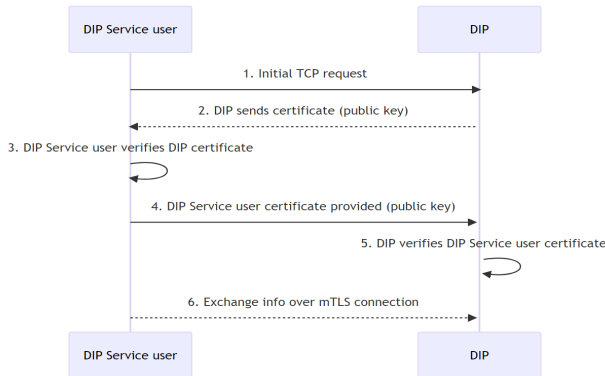 DIP Service user
DIP
1. Initial TCP request
2. DIP sends certificate (public key)
3. DIP Service user verifies DIP certificate
4. DIP Service user certificate provided (public key)
5. DIP verifies DIP Service user certificate
6. Exchange info over mTLS connection
DIP Service user
DIP